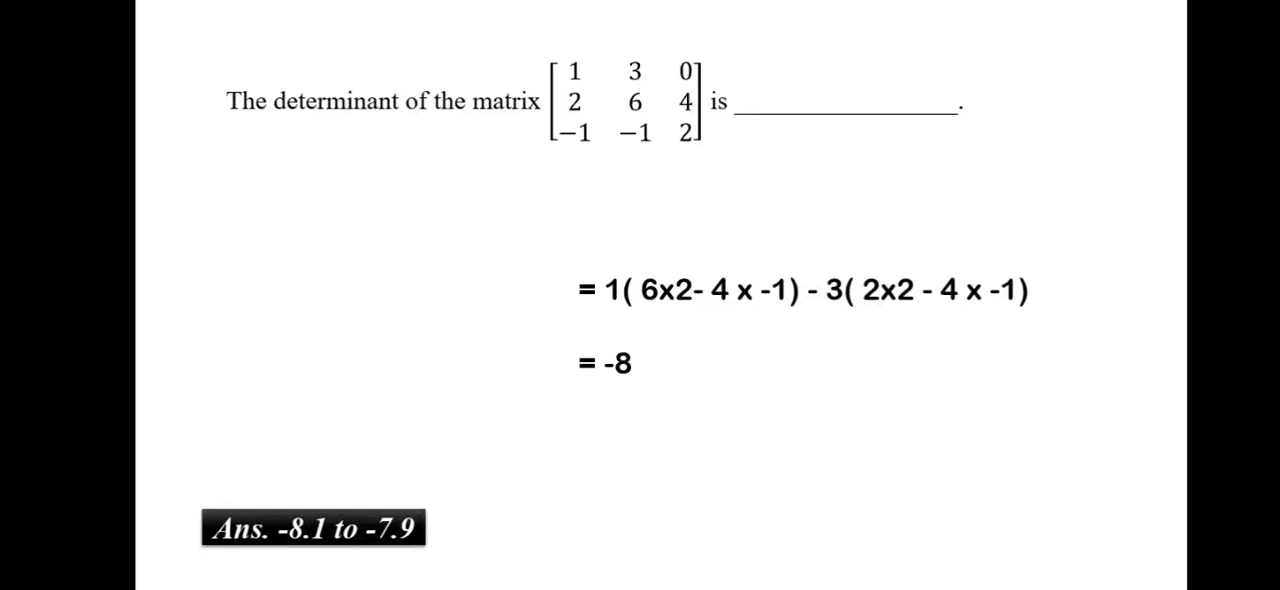 The determinant of the matrix [ 1 3 0 ] is ________________.
[ 2 6 4 ]
[ −1 −1 2 ]
= 1( 6x2- 4 x -1) - 3( 2x2 - 4 x -1)
= -8
Ans. -8.1 to -7.9